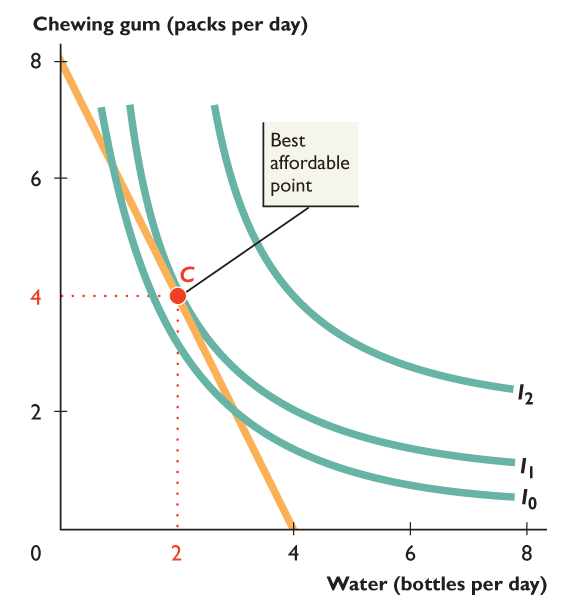 Chewing gum (packs per day)
8
Best
affordable
point
6
C
4
2
I2
I1
I0
0
2
4
6
8
Water (bottles per day)